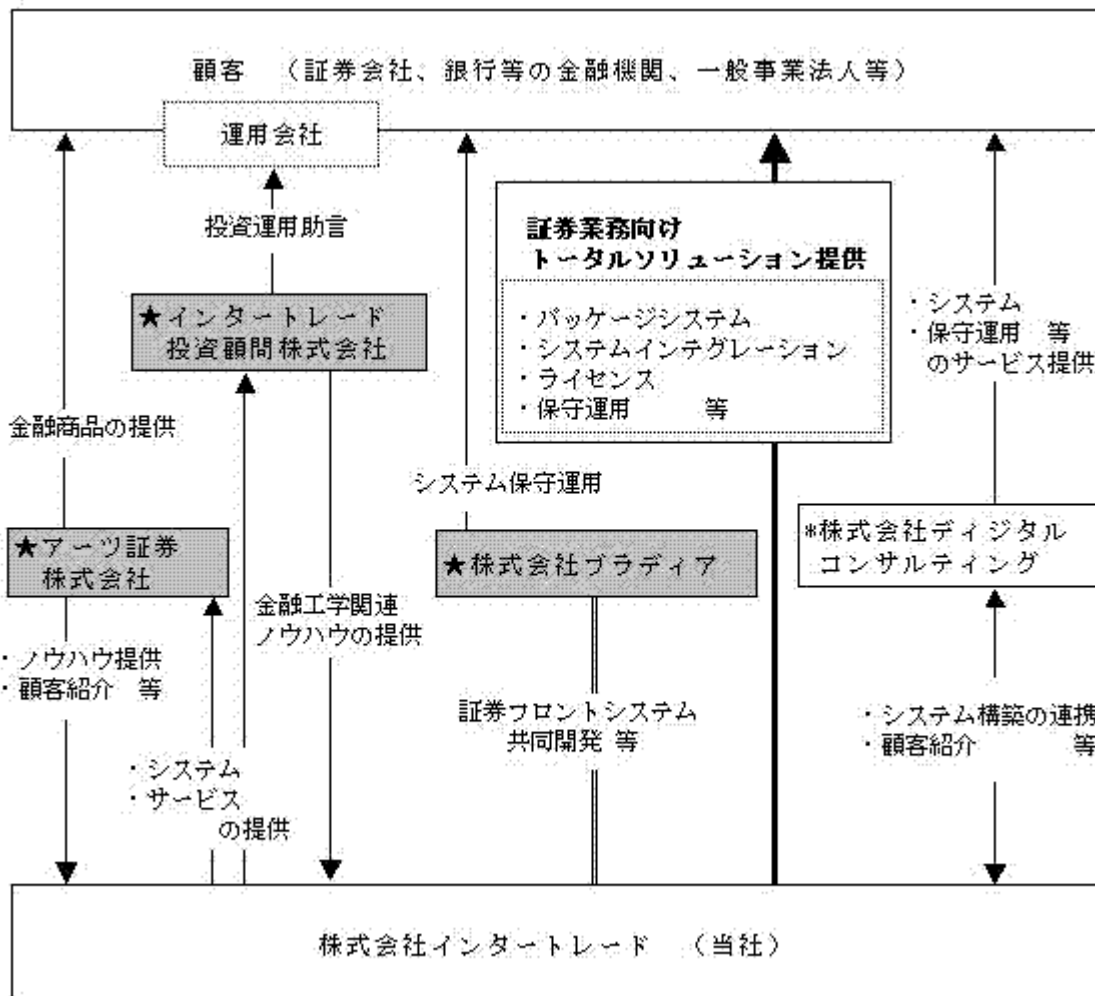 顧客 （証券会社、銀行等の金融機関、一般事業法人等）
運用会社
投資運用助言
★インタートレード
投資顧問株式会社
証券業務向け
トータルソリューション提供
・パッケージシステム
・システムインテグレーション
・ライセンス
・保守運用 等
・システム
・保守運用 等
のサービス提供
金融商品の提供
システム保守運用
★アーツ証券
株式会社
★株式会社ブラディア
*株式会社ディジタル
コンサルティング
金融工学関連
ノウハウの提供
・ノウハウ提供
・顧客紹介 等
証券フロントシステム
共同開発 等
・システム構築の連携
・顧客紹介 等
・システム
・サービス
の提供
株式会社インタートレード （当社）